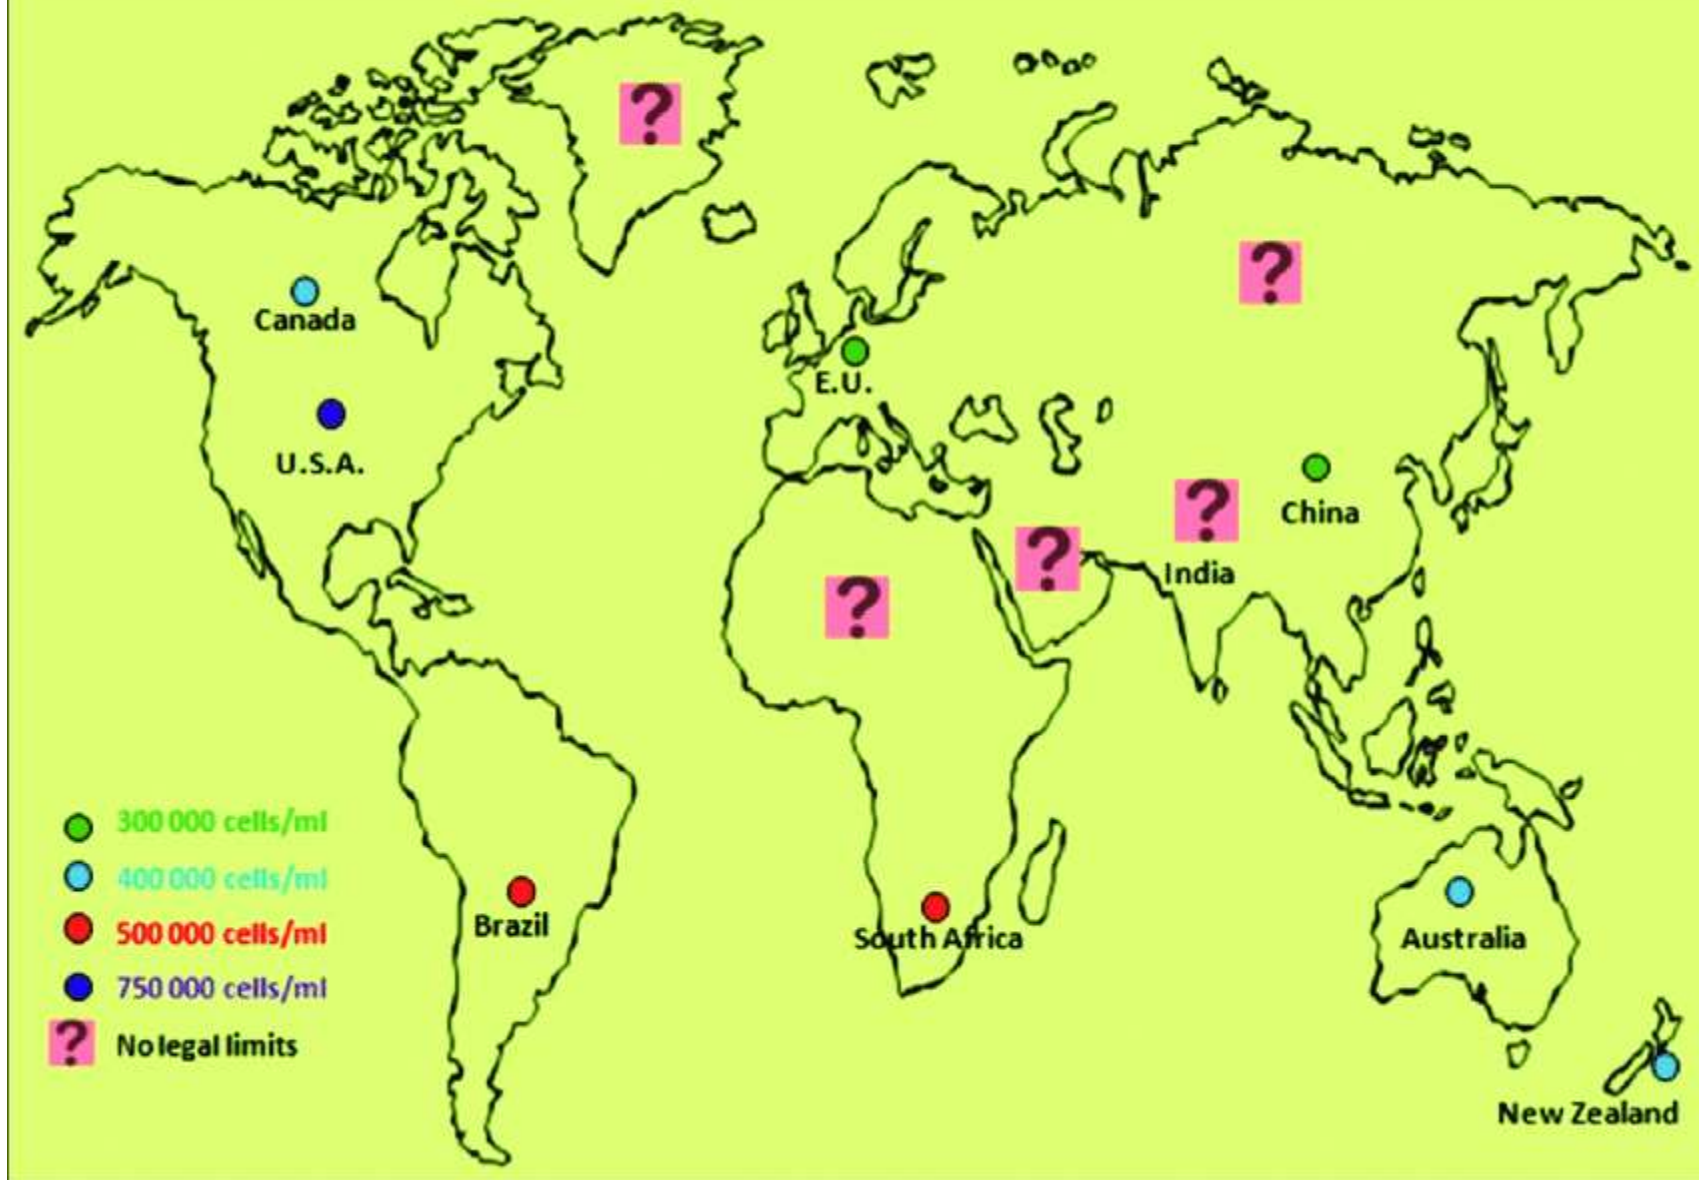 ?
?
Canada
E.U.
U.S.A.
?
China
?
India
?
300 000 cells/ml
400 000 cells/ml
500 000 cells/ml
750 000 cells/ml
? No legal limits
Brazil
South Africa
Australia
New Zealand